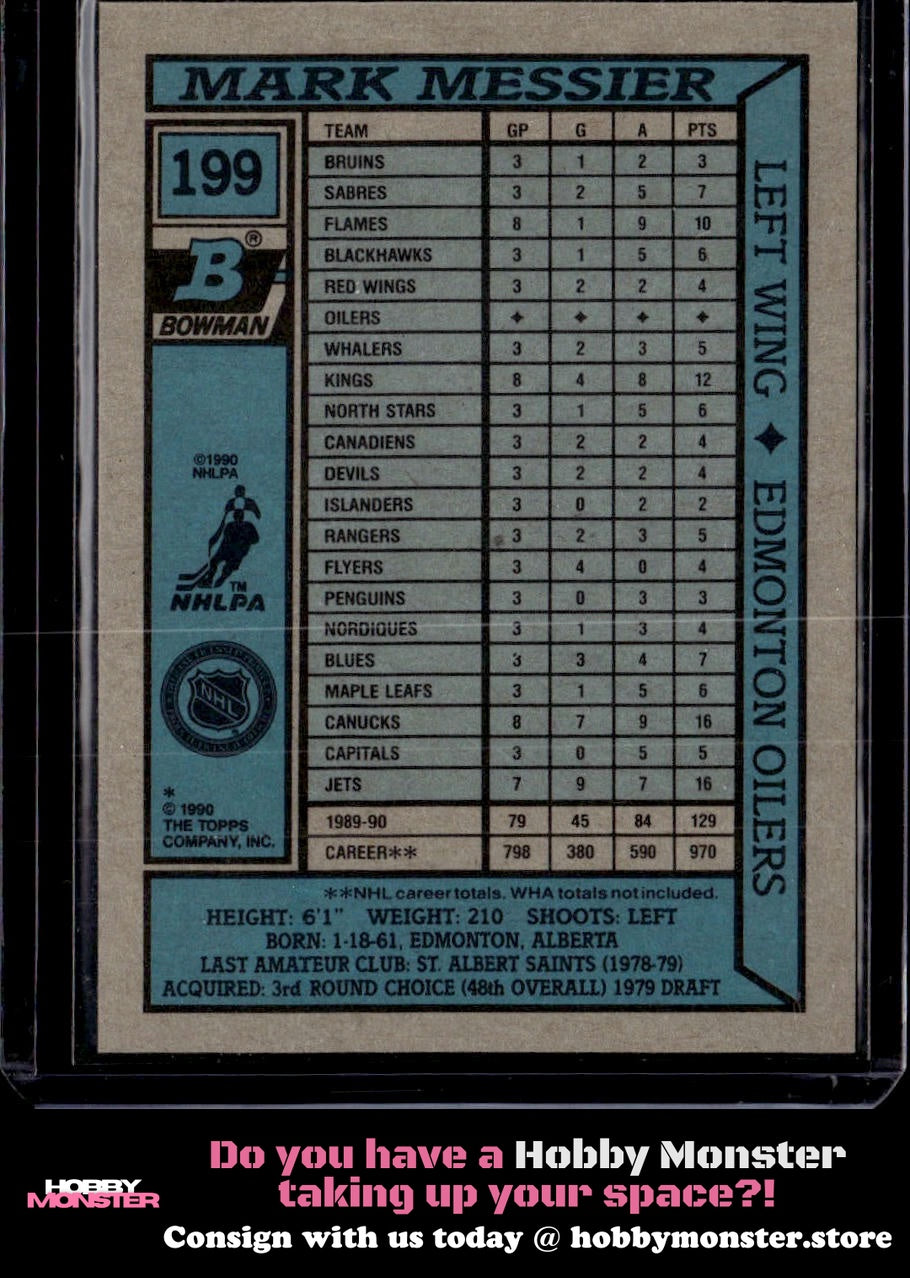 MARK MESSIER
199
B®
BOWMAN
©1990
NHLPA
TM
NHLPA
NHL
*
© 1990
THE TOPPS
COMPANY, INC.
TEAM GP G A PTS
BRUINS 3 1 2 3
SABRES 3 2 5 7
FLAMES 8 1 9 10
BLACKHAWKS 3 1 5 6
RED WINGS 3 2 2 4
OILERS ✦ ✦ ✦ ✦
WHALERS 3 2 3 5
KINGS 8 4 8 12
NORTH STARS 3 1 5 6
CANADIENS 3 2 2 4
DEVILS 3 2 2 4
ISLANDERS 3 0 2 2
RANGERS 3 2 3 5
FLYERS 3 4 0 4
PENGUINS 3 0 3 3
NORDIQUES 3 1 3 4
BLUES 3 3 4 7
MAPLE LEAFS 3 1 5 6
CANUCKS 8 7 9 16
CAPITALS 3 0 5 5
JETS 7 9 7 16
1989-90 79 45 84 129
CAREER** 798 380 590 970
LEFT WING ✦ EDMONTON OILERS
**NHL career totals. WHA totals not included.
HEIGHT: 6'1" WEIGHT: 210 SHOOTS: LEFT
BORN: 1-18-61, EDMONTON, ALBERTA
LAST AMATEUR CLUB: ST. ALBERT SAINTS (1978-79)
ACQUIRED: 3rd ROUND CHOICE (48th OVERALL) 1979 DRAFT
Do you have a Hobby Monster
taking up your space?!
HOBBY
MONSTER
Consign with us today @ hobbymonster.store